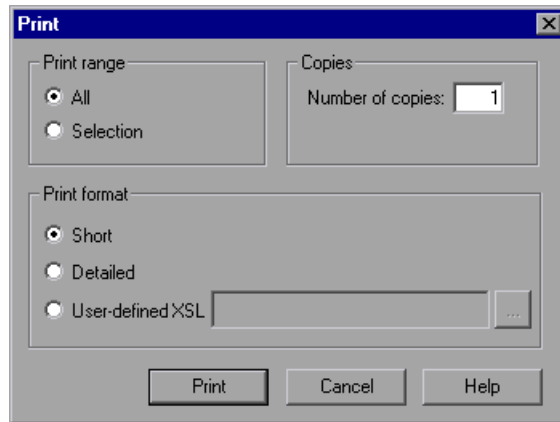 Print
Print range
All
Selection
Copies
Number of copies: 1
Print format
Short
Detailed
User-defined XSL ...
Print Cancel Help